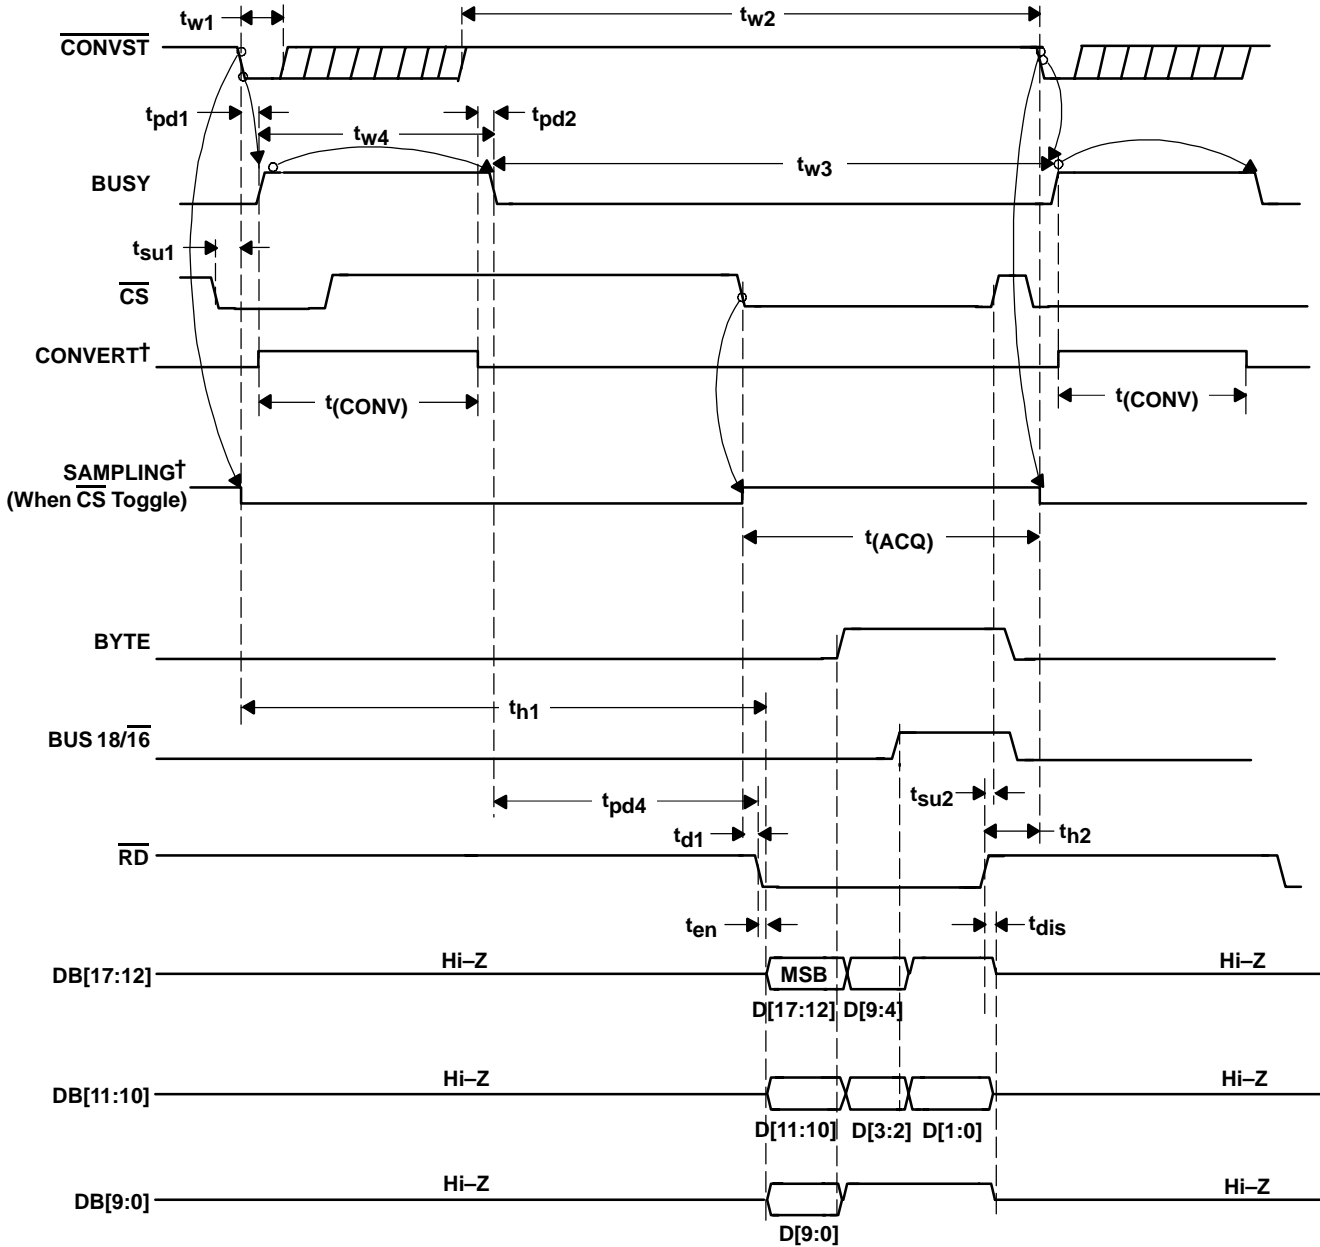 tw1
tw2
CONVST
tpd1
tw4
tpd2
tw3
BUSY
tsu1
CS
CONVERT†
t(CONV)
t(CONV)
SAMPLING†
(When CS Toggle)
t(ACQ)
BYTE
th1
BUS 18/16
tpd4
tsu2
td1
th2
RD
ten
tdis
Hi–Z
Hi–Z
DB[17:12]
MSB
D[17:12]
D[9:4]
Hi–Z
Hi–Z
DB[11:10]
D[11:10]
D[3:2]
D[1:0]
Hi–Z
Hi–Z
DB[9:0]
D[9:0]